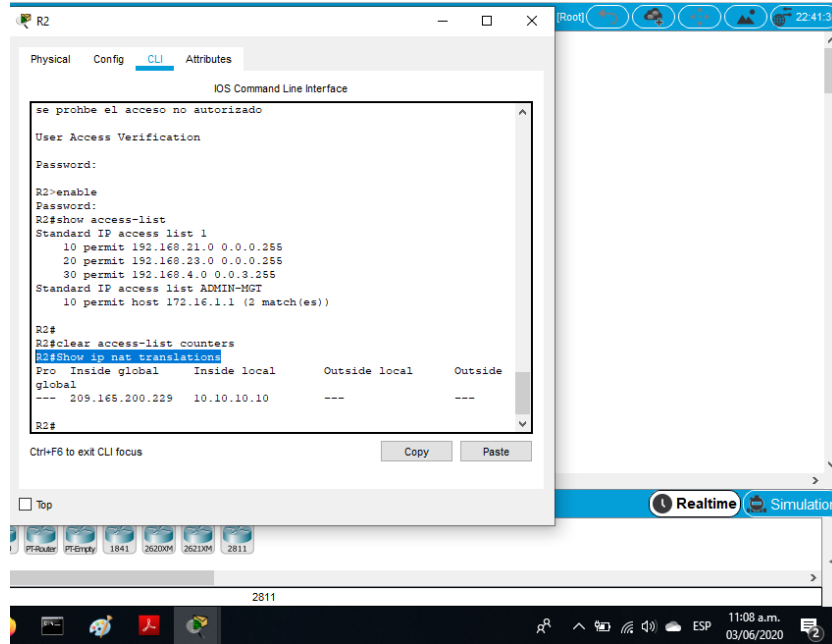 R2
[Root]
22:41:3
Physical Config CLI Attributes
IOS Command Line Interface
se prohbe el acceso no autorizado
User Access Verification
Password:
R2>enable
Password:
R2#show access-list
Standard IP access list 1
10 permit 192.168.21.0 0.0.0.255
20 permit 192.168.23.0 0.0.0.255
30 permit 192.168.4.0 0.0.3.255
Standard IP access list ADMIN-MGT
10 permit host 172.16.1.1 (2 match(es))
R2#
R2#clear access-list counters
R2#Show ip nat translations
Pro Inside global Inside local Outside local Outside
global
--- 209.165.200.229 10.10.10.10 --- ---
R2#
Ctrl+F6 to exit CLI focus
Copy Paste
Top
Realtime Simulation
PT-Router PT-Empty 1841 2620XM 2621XM 2811
2811
ESP
11:08 a.m.
03/06/2020
2